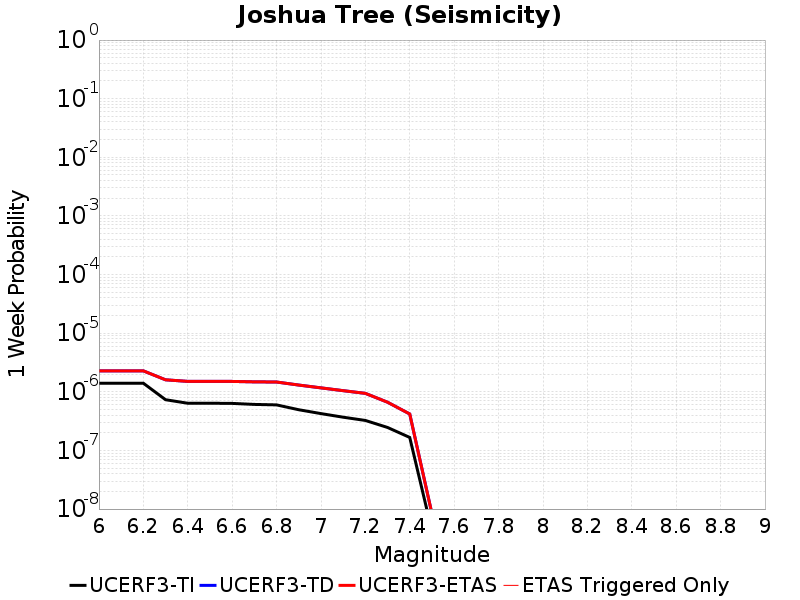 Joshua Tree (Seismicity)
1 Week Probability
10^0
10^-1
10^-2
10^-3
10^-4
10^-5
10^-6
10^-7
10^-8
6 6.2 6.4 6.6 6.8 7 7.2 7.4 7.6 7.8 8 8.2 8.4 8.6 8.8 9
Magnitude
UCERF3-TI UCERF3-TD UCERF3-ETAS ETAS Triggered Only